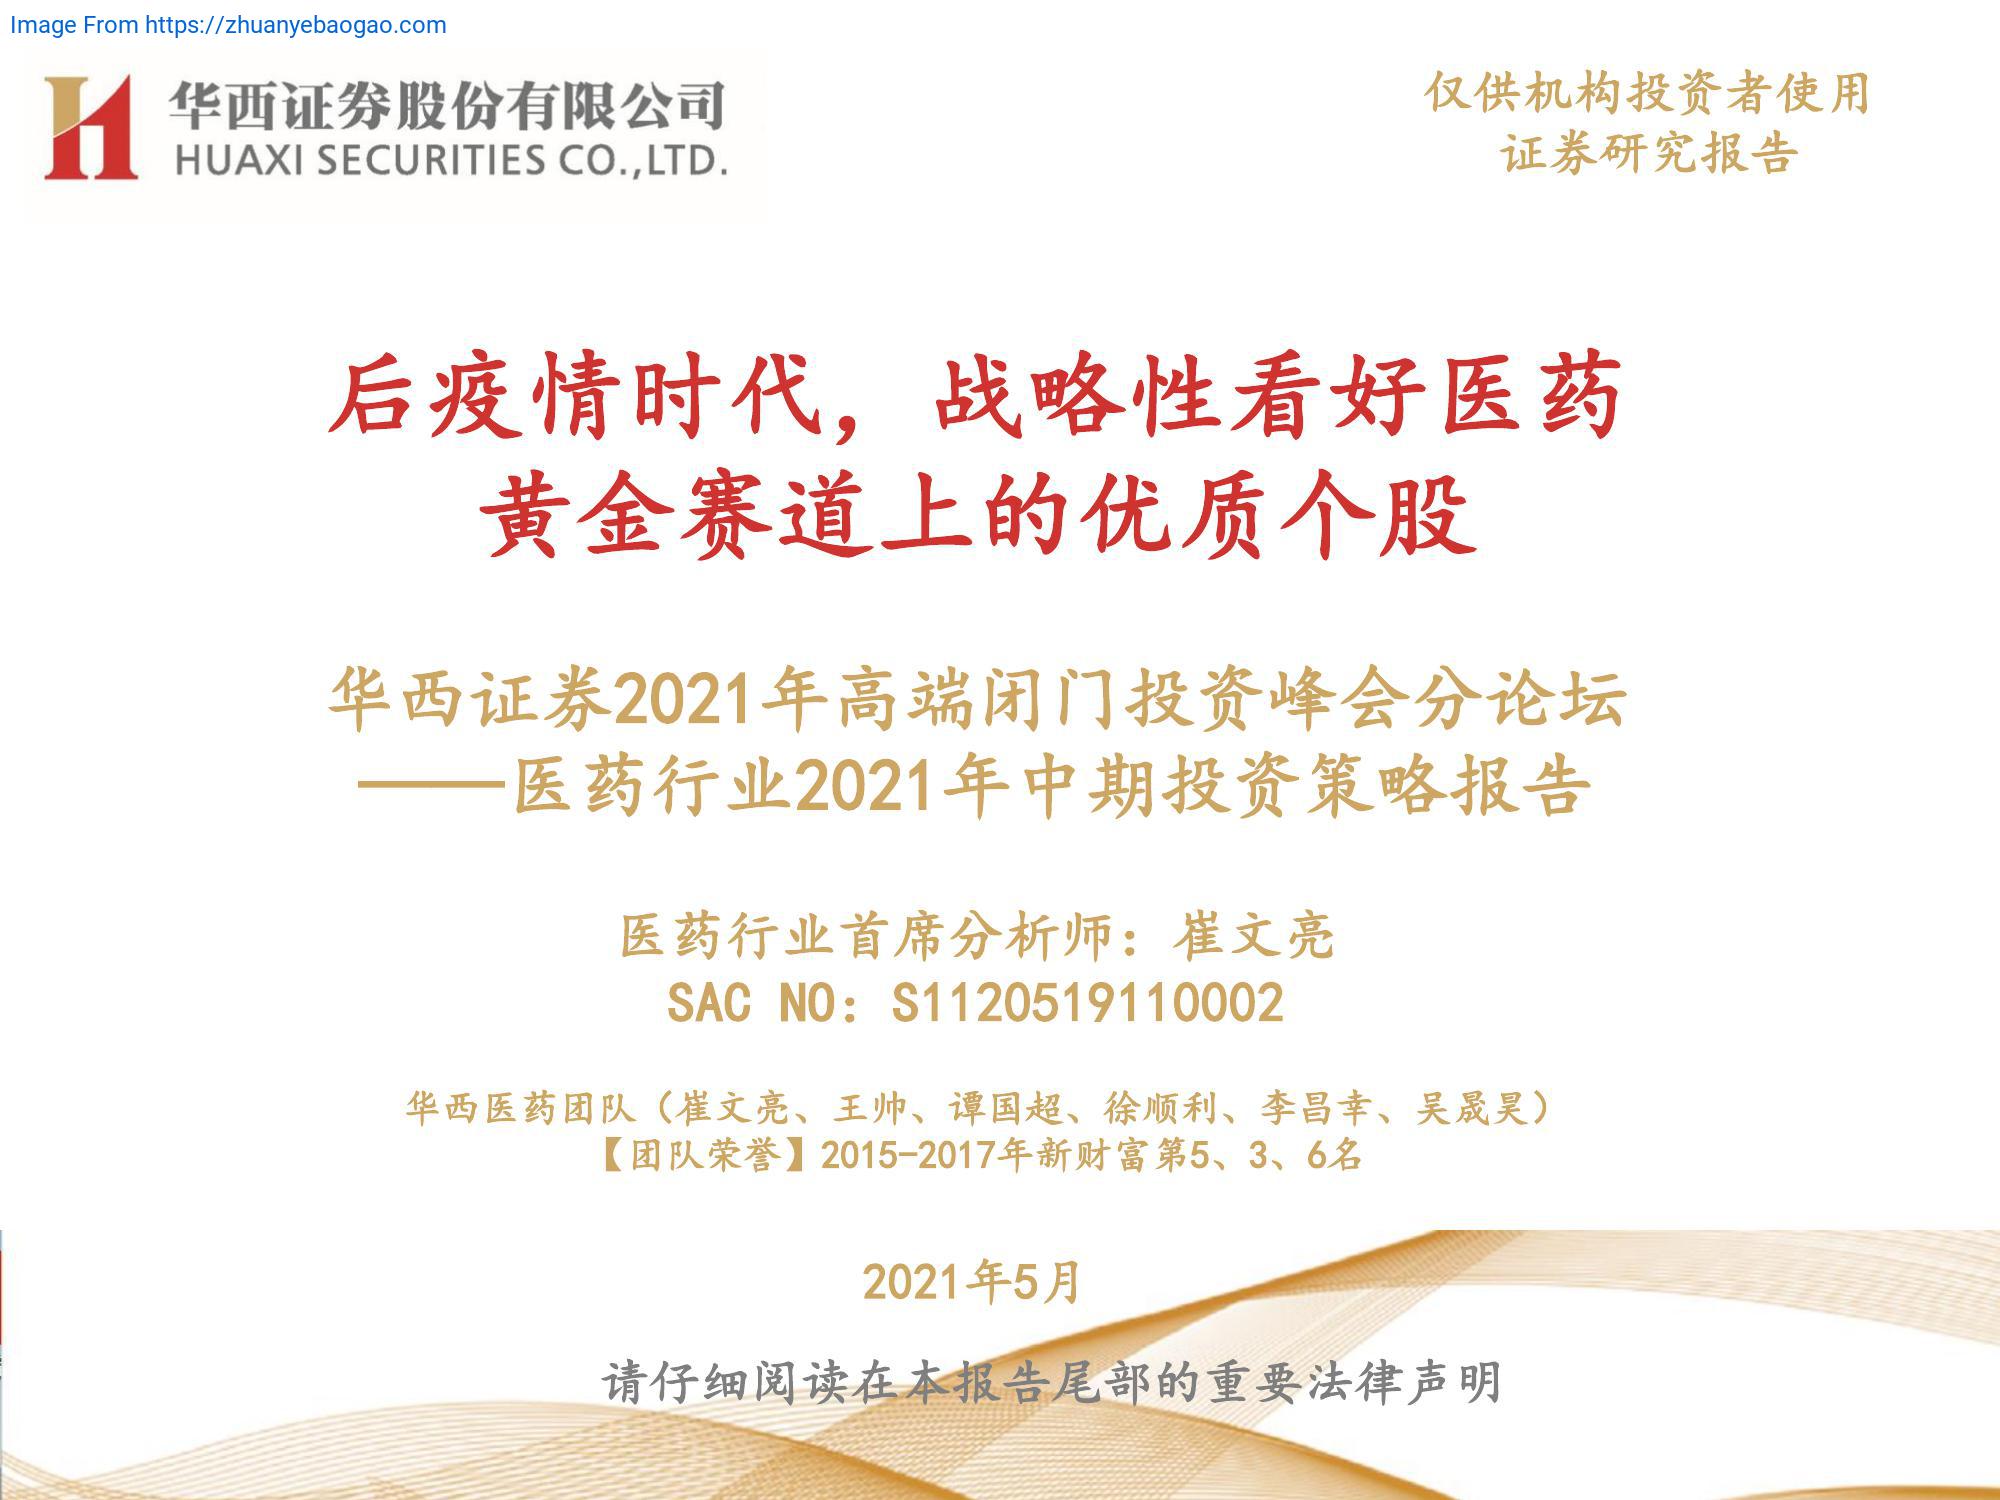 Image From https://zhuanyebaogao.com
华西证券股份有限公司
HUAXI SECURITIES CO.,LTD.
仅供机构投资者使用
证券研究报告
后疫情时代，战略性看好医药
黄金赛道上的优质个股
华西证券2021年高端闭门投资峰会分论坛
——医药行业2021年中期投资策略报告
医药行业首席分析师：崔文亮
SAC NO：S1120519110002
华西医药团队（崔文亮、王帅、谭国超、徐顺利、李昌幸、吴晟昊）
【团队荣誉】2015-2017年新财富第5、3、6名
2021年5月
请仔细阅读在本报告尾部的重要法律声明